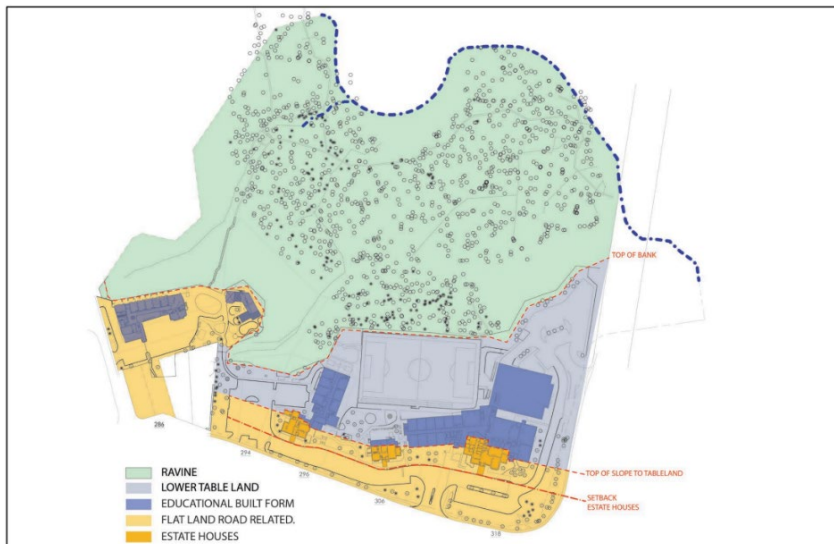 TOP OF BANK
286
294
296
306
318
TOP OF SLOPE TO TABLELAND
SETBACK
ESTATE HOUSES
RAVINE
LOWER TABLE LAND
EDUCATIONAL BUILT FORM
FLAT LAND ROAD RELATED.
ESTATE HOUSES